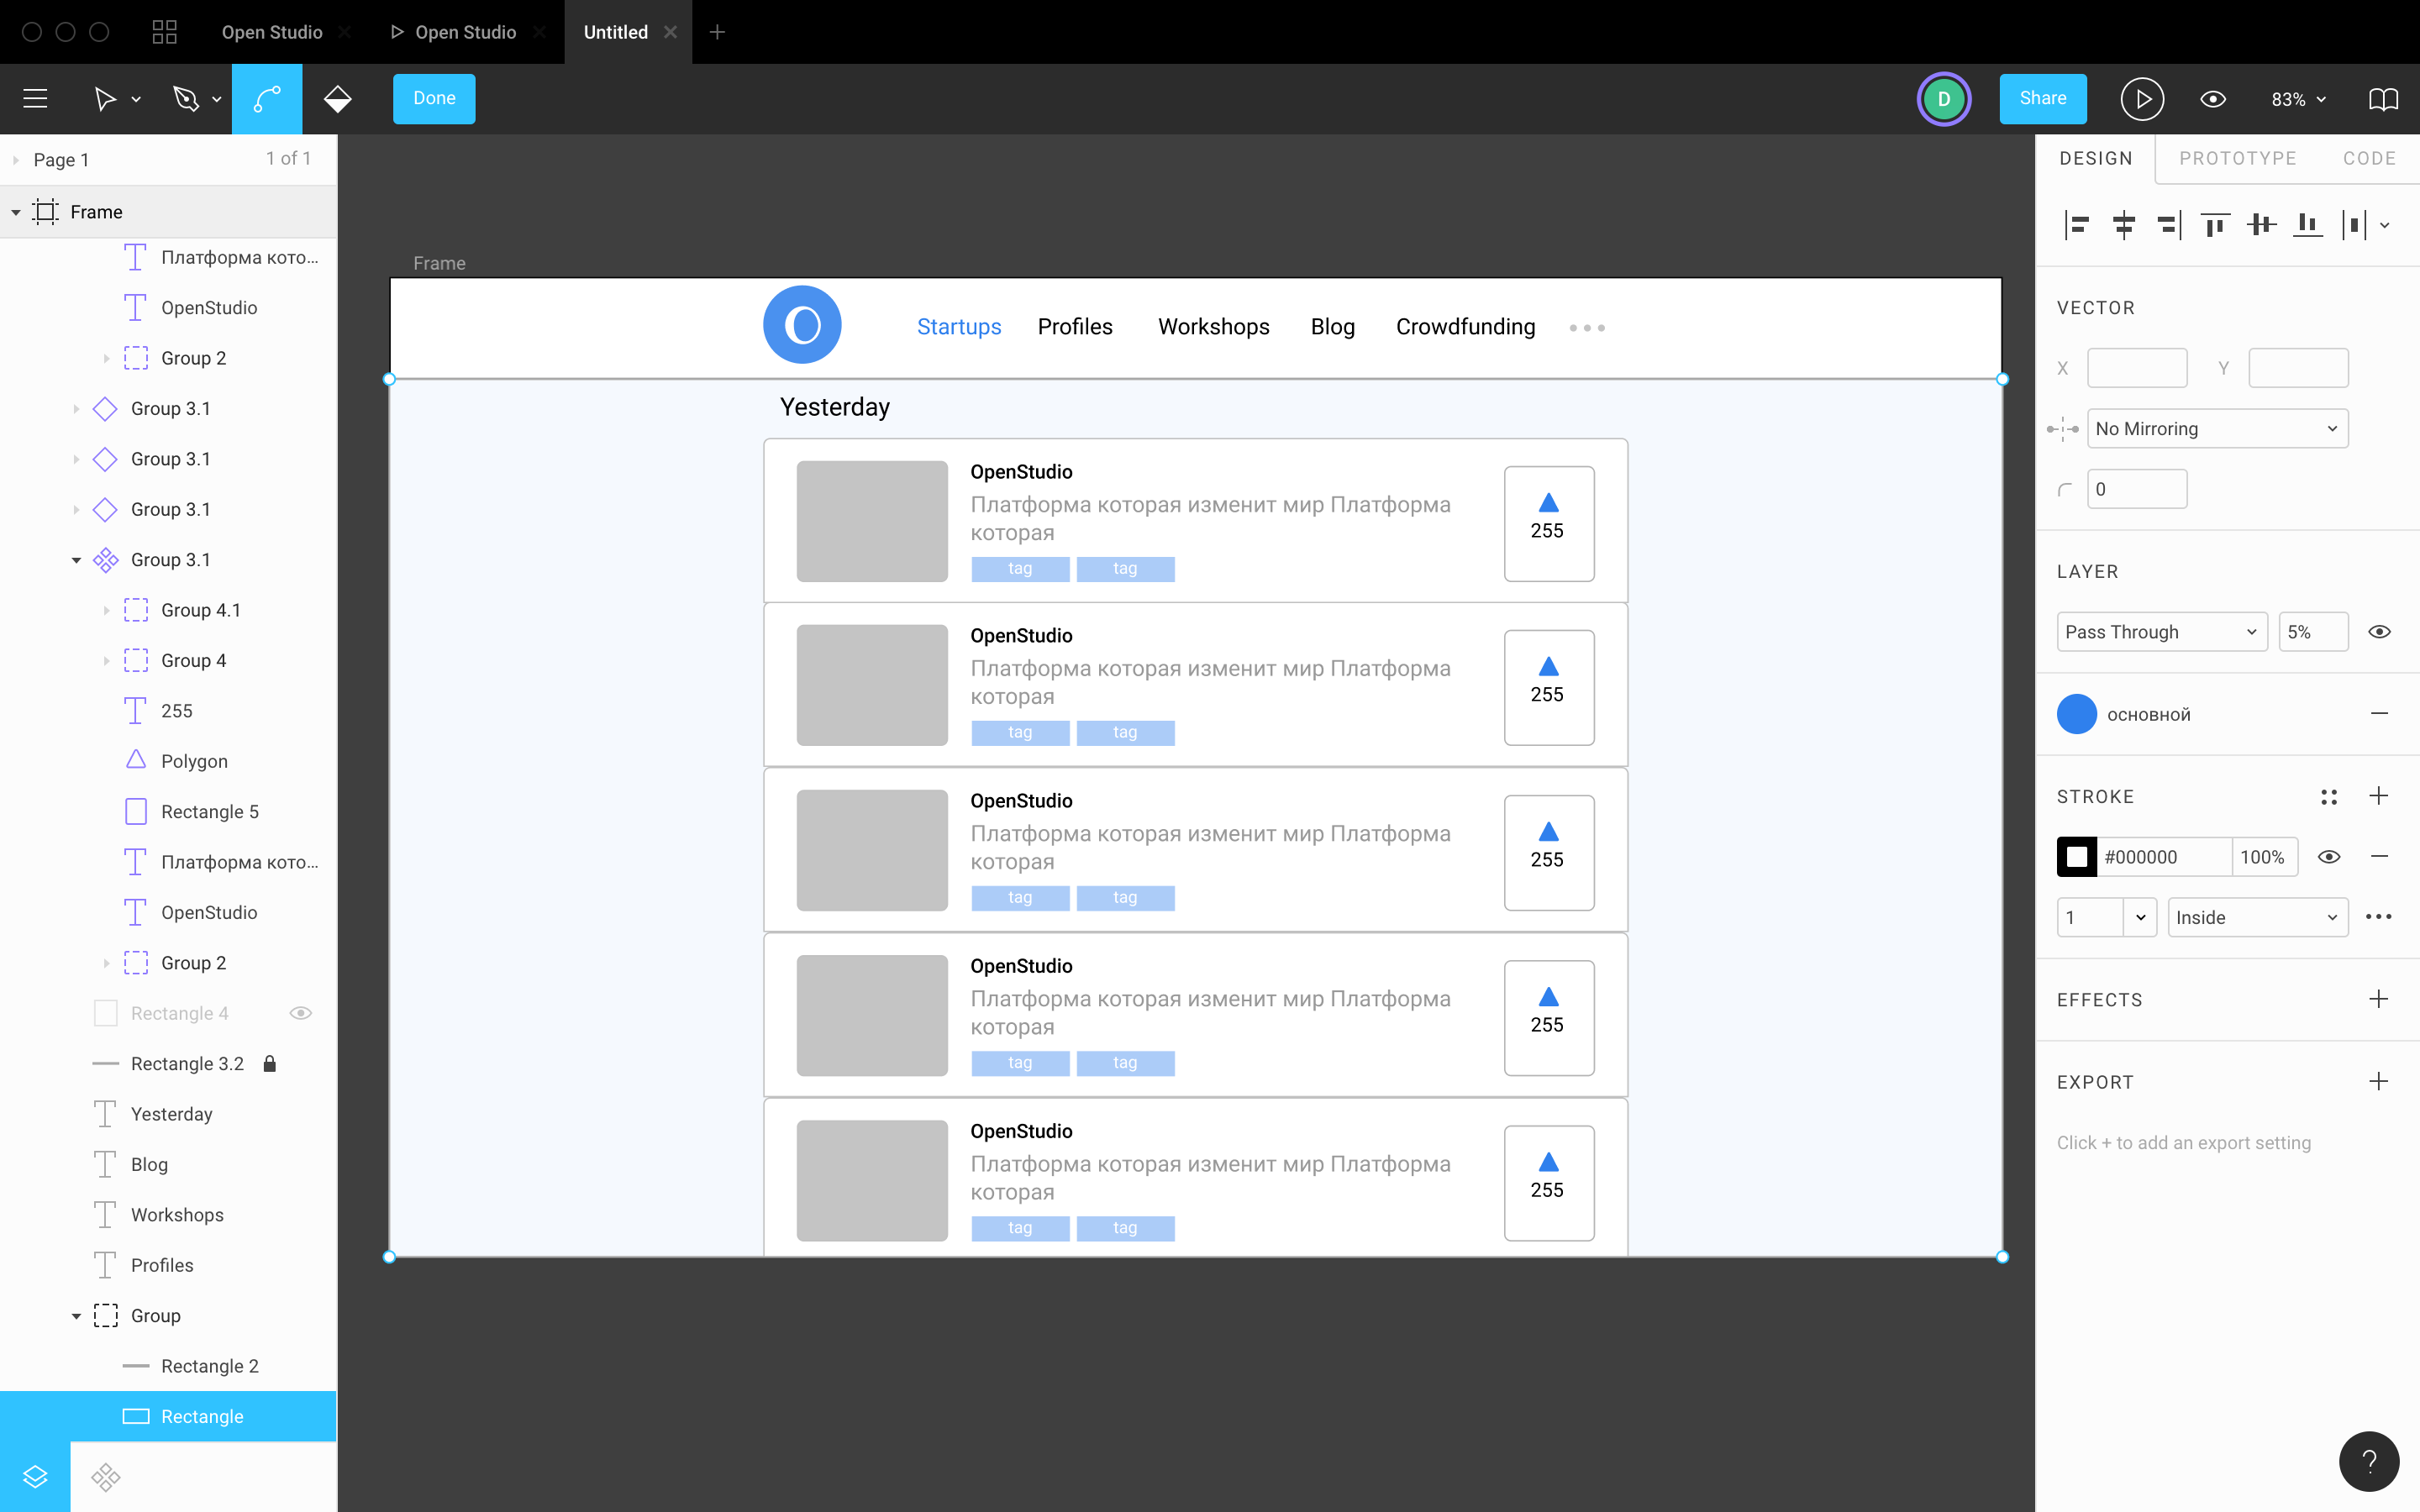 Open Studio
Open Studio
Untitled
Done
D
Share
83%
Page 1
1 of 1
Frame
Платформа кото...
OpenStudio
Group 2
Group 3.1
Group 3.1
Group 3.1
Group 3.1
Group 4.1
Group 4
255
Polygon
Rectangle 5
Платформа кото...
OpenStudio
Group 2
Rectangle 4
Rectangle 3.2
Yesterday
Blog
Workshops
Profiles
Group
Rectangle 2
Rectangle
Frame
Startups Profiles Workshops Blog Crowdfunding
Yesterday
OpenStudio
Платформа которая изменит мир Платформа
которая
tag tag
255
OpenStudio
Платформа которая изменит мир Платформа
которая
tag tag
255
OpenStudio
Платформа которая изменит мир Платформа
которая
tag tag
255
OpenStudio
Платформа которая изменит мир Платформа
которая
tag tag
255
OpenStudio
Платформа которая изменит мир Платформа
которая
tag tag
255
DESIGN PROTOTYPE CODE
VECTOR
X Y
No Mirroring
0
LAYER
Pass Through 5%
основной
STROKE
#000000 100%
1 Inside
EFFECTS
EXPORT
Click + to add an export setting
?